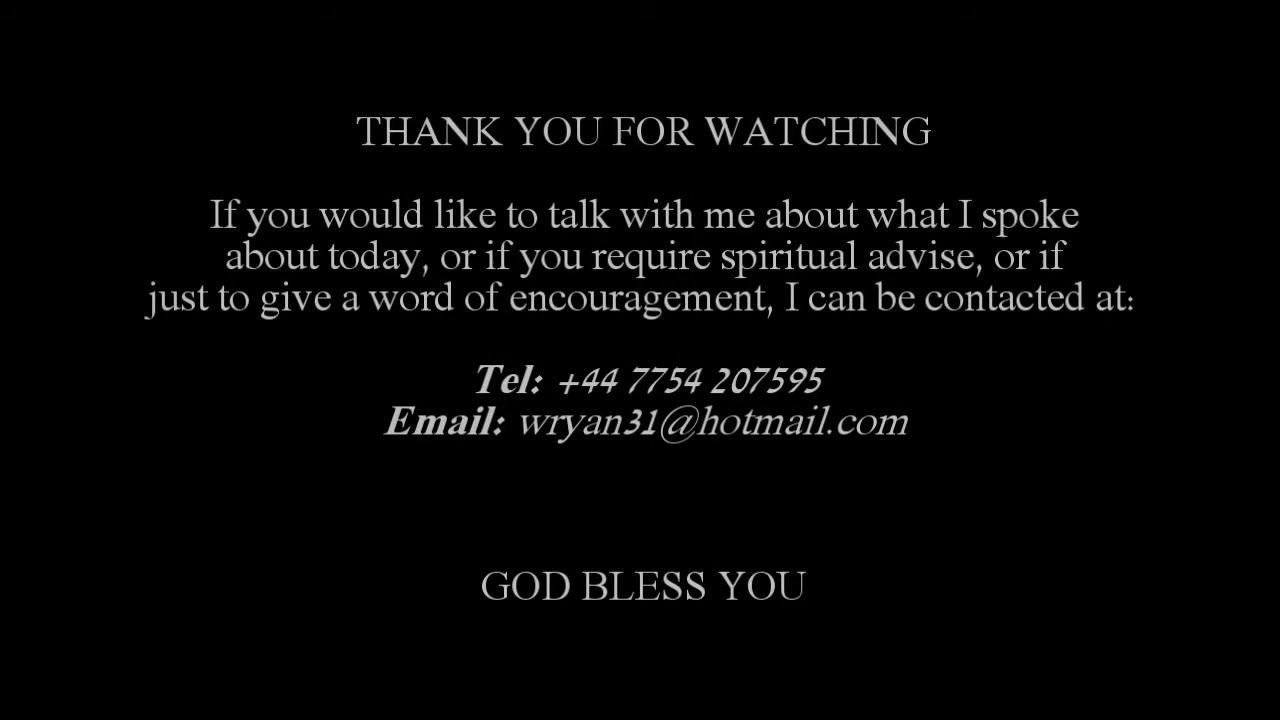 THANK YOU FOR WATCHING
If you would like to talk with me about what I spoke
about today, or if you require spiritual advise, or if
just to give a word of encouragement, I can be contacted at:
Tel: +44 7754 207595
Email: wryan31@hotmail.com
GOD BLESS YOU